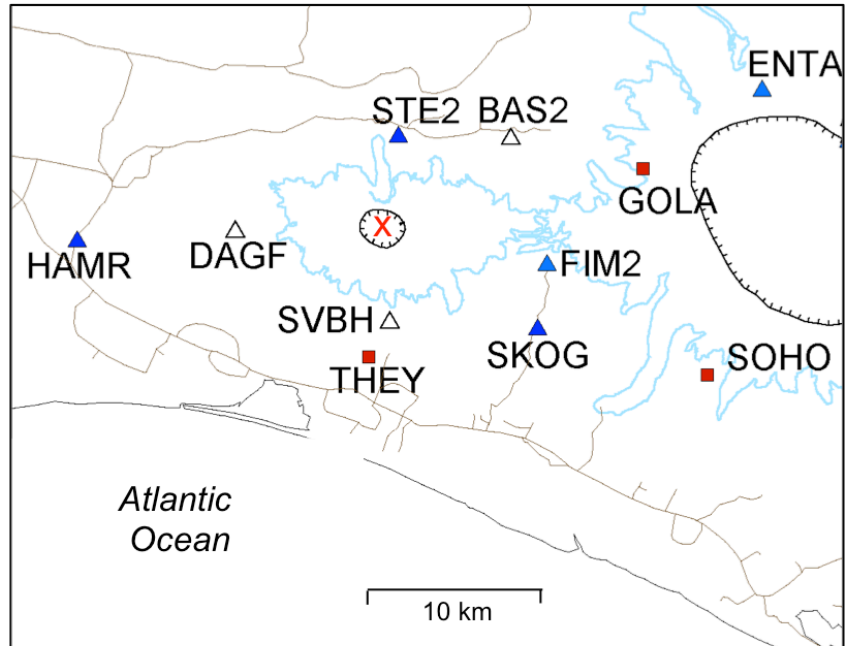 ENTA
STE2 BAS2
GOLA
X
DAGF
HAMR
FIM2
SVBH
SKOG
SOHO
THEY
Atlantic
Ocean
10 km